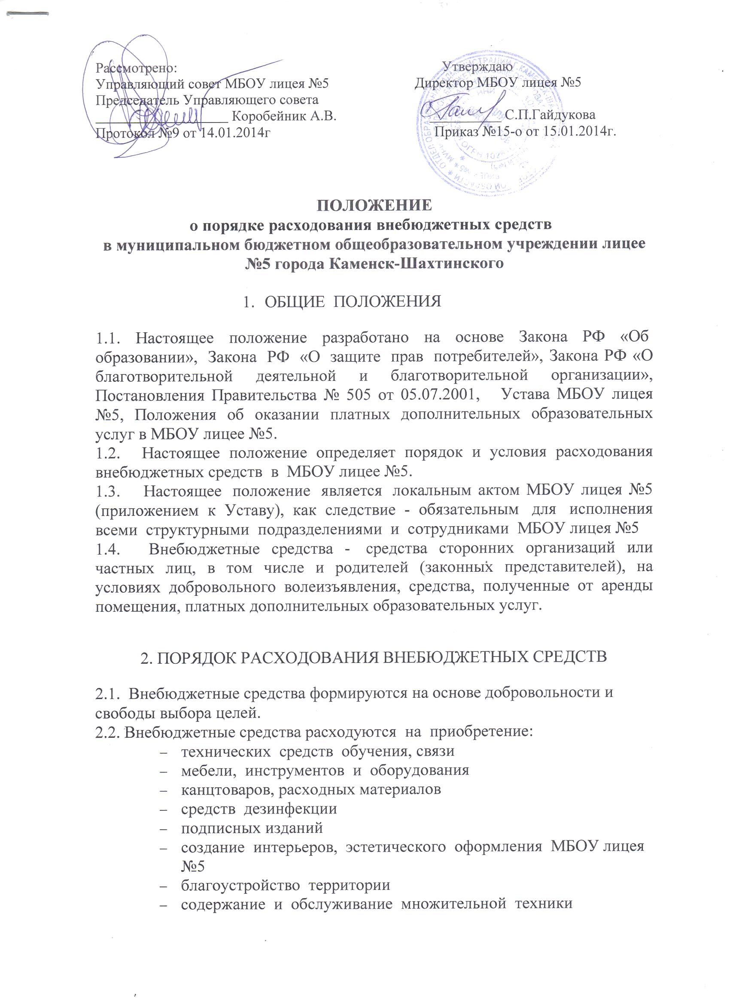 Рассмотрено:
Управляющий совет МБОУ лицея №5
Председатель Управляющего совета
Коробейник А.В.
Протокол №9 от 14.01.2014г
Утверждаю
Директор МБОУ лицея №5
С.П.Гайдукова
Приказ №15-о от 15.01.2014г.
ПОЛОЖЕНИЕ
о порядке расходования внебюджетных средств
в муниципальном бюджетном общеобразовательном учреждении лицее
№5 города Каменск-Шахтинского
1. ОБЩИЕ ПОЛОЖЕНИЯ
1.1. Настоящее положение разработано на основе Закона РФ «Об
образовании», Закона РФ «О защите прав потребителей», Закона РФ «О
благотворительной деятельной и благотворительной организации»,
Постановления Правительства № 505 от 05.07.2001, Устава МБОУ лицея
№5, Положения об оказании платных дополнительных образовательных
услуг в МБОУ лицее №5.
1.2. Настоящее положение определяет порядок и условия расходования
внебюджетных средств в МБОУ лицее №5.
1.3. Настоящее положение является локальным актом МБОУ лицея №5
(приложением к Уставу), как следствие - обязательным для исполнения
всеми структурными подразделениями и сотрудниками МБОУ лицея №5
1.4. Внебюджетные средства - средства сторонних организаций или
частных лиц, в том числе и родителей (законных представителей), на
условиях добровольного волеизъявления, средства, полученные от аренды
помещения, платных дополнительных образовательных услуг.
2. ПОРЯДОК РАСХОДОВАНИЯ ВНЕБЮДЖЕТНЫХ СРЕДСТВ
2.1. Внебюджетные средства формируются на основе добровольности и
свободы выбора целей.
2.2. Внебюджетные средства расходуются на приобретение:
– технических средств обучения, связи
– мебели, инструментов и оборудования
– канцтоваров, расходных материалов
– средств дезинфекции
– подписных изданий
– создание интерьеров, эстетического оформления МБОУ лицея
№5
– благоустройство территории
– содержание и обслуживание множительной техники